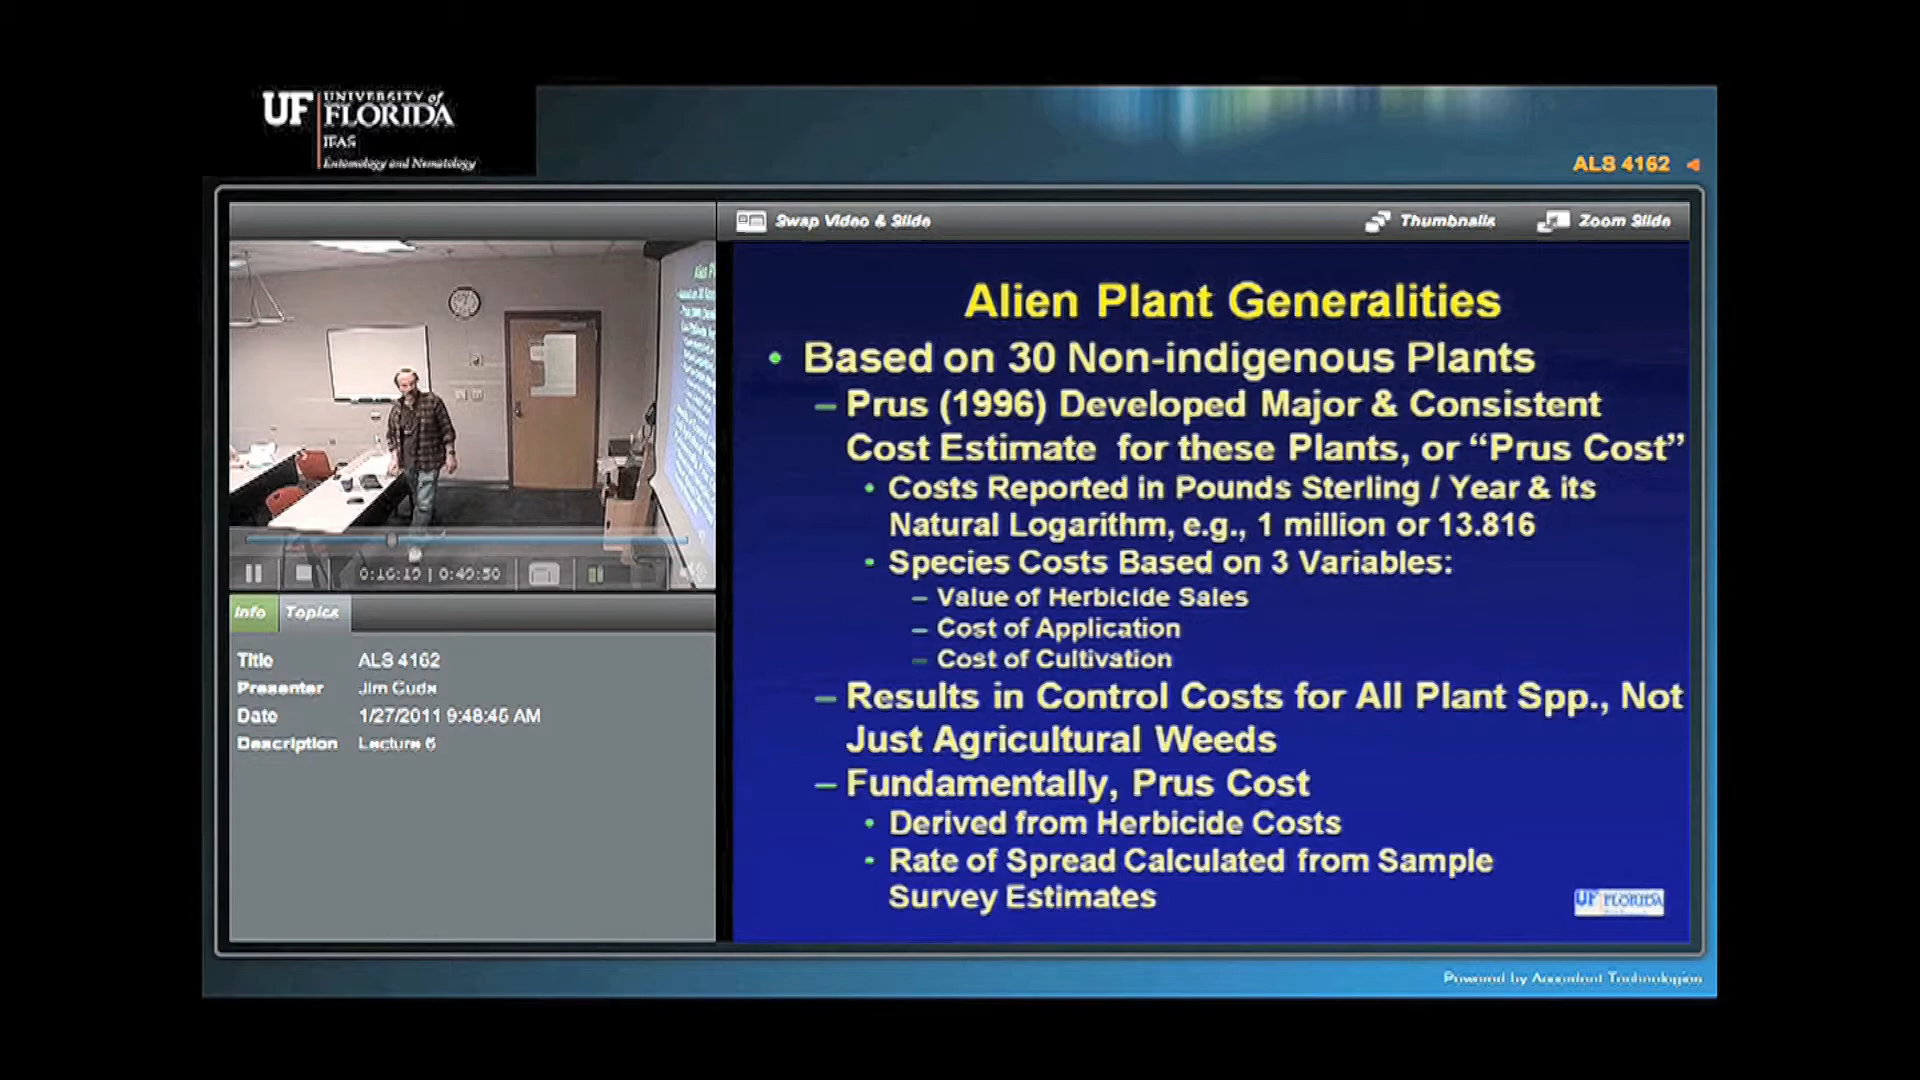 UF UNIVERSITY of
FLORIDA
IFAS
Entomology and Nematology
ALS 4162
Swap Video & Slide
Thumbnails
Zoom Slide
Alien Plant Generalities
• Based on 30 Non-indigenous Plants
– Prus (1996) Developed Major & Consistent
Cost Estimate for these Plants, or “Prus Cost”
• Costs Reported in Pounds Sterling / Year & its
Natural Logarithm, e.g., 1 million or 13.816
• Species Costs Based on 3 Variables:
– Value of Herbicide Sales
– Cost of Application
– Cost of Cultivation
– Results in Control Costs for All Plant Spp., Not
Just Agricultural Weeds
– Fundamentally, Prus Cost
• Derived from Herbicide Costs
• Rate of Spread Calculated from Sample
Survey Estimates
UF FLORIDA
Info Topics
Title ALS 4162
Presenter Jim Cuda
Date 1/27/2011 9:48:45 AM
Description Lecture 6
Powered by Accordent Technologies